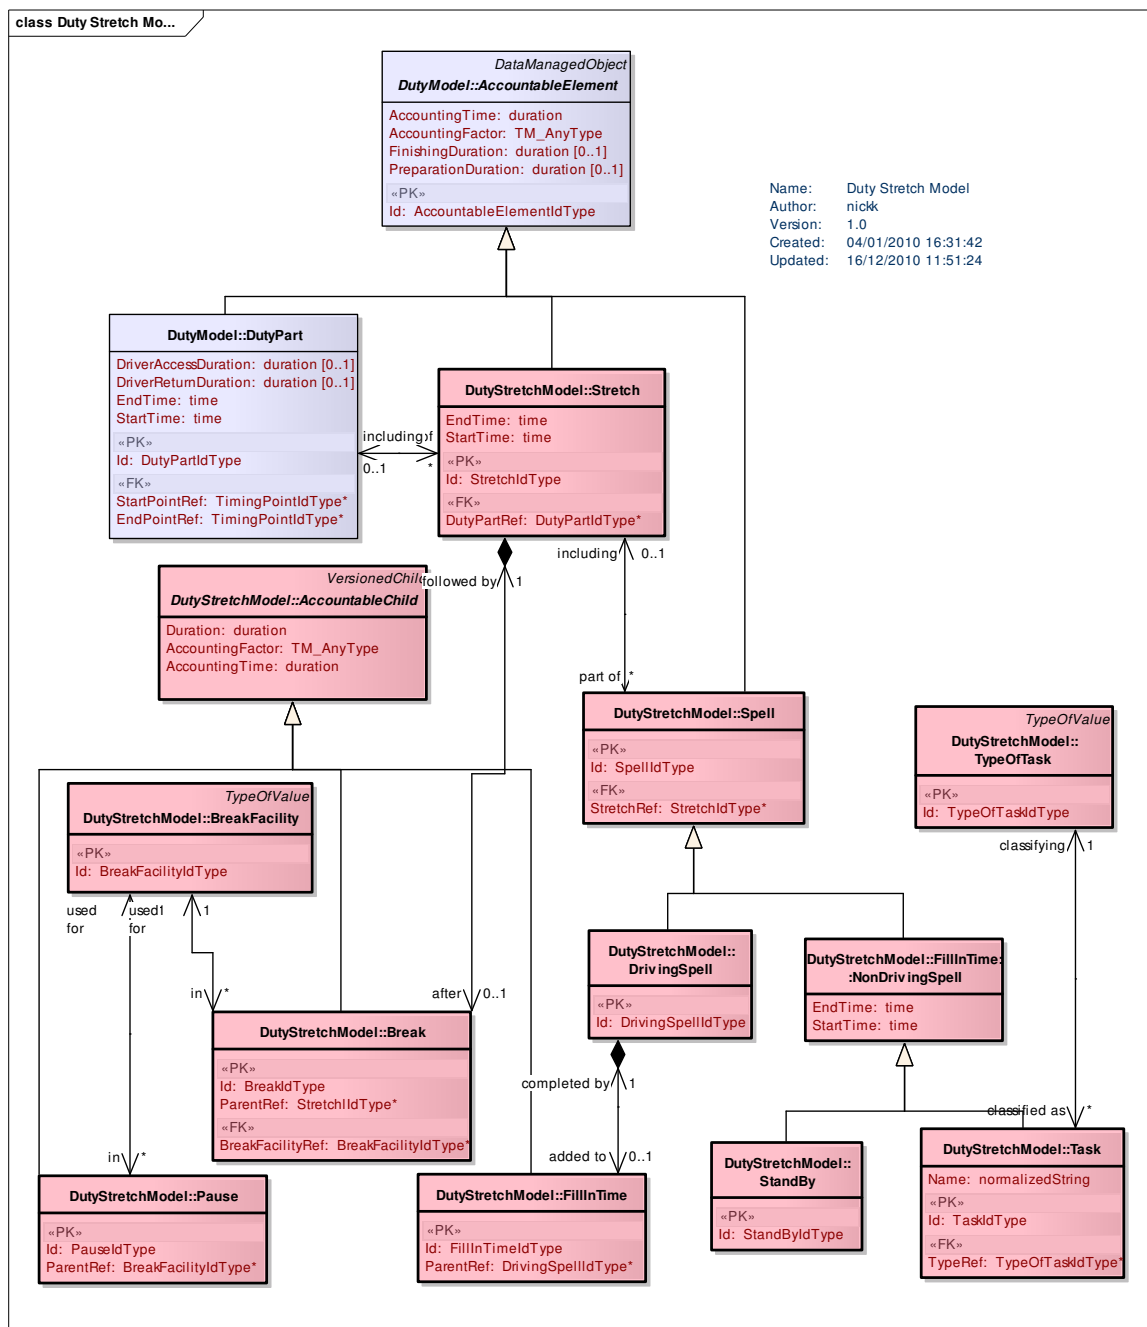 class Duty Stretch Mo...
DataManagedObject
DutyModel::AccountableElement
AccountingTime: duration
AccountingFactor: TM_AnyType
FinishingDuration: duration [0..1]
PreparationDuration: duration [0..1]
«PK»
Id: AccountableElementIdType
Name: Duty Stretch Model
Author: nickk
Version: 1.0
Created: 04/01/2010 16:31:42
Updated: 16/12/2010 11:51:24
DutyModel::DutyPart
DriverAccessDuration: duration [0..1]
DriverReturnDuration: duration [0..1]
EndTime: time
StartTime: time
«PK»
Id: DutyPartIdType
«FK»
StartPointRef: TimingPointIdType*
EndPointRef: TimingPointIdType*
including
0..1
*
DutyStretchModel::Stretch
EndTime: time
StartTime: time
«PK»
Id: StretchIdType
«FK»
DutyPartRef: DutyPartIdType*
including 0..1
followed by 1
VersionedChild
DutyStretchModel::AccountableChild
Duration: duration
AccountingFactor: TM_AnyType
AccountingTime: duration
part of *
DutyStretchModel::Spell
«PK»
Id: SpellIdType
«FK»
StretchRef: StretchIdType*
TypeOfValue
DutyStretchModel::
TypeOfTask
«PK»
Id: TypeOfTaskIdType
classifying 1
TypeOfValue
DutyStretchModel::BreakFacility
«PK»
Id: BreakFacilityIdType
used
for
used1
for
1
in *
after 0..1
DutyStretchModel::
DrivingSpell
«PK»
Id: DrivingSpellIdType
DutyStretchModel::FillInTime:
:NonDrivingSpell
EndTime: time
StartTime: time
DutyStretchModel::Break
«PK»
Id: BreakIdType
ParentRef: StretchIdType*
«FK»
BreakFacilityRef: BreakFacilityIdType*
completed by 1
added to 0..1
classified as *
in *
DutyStretchModel::Pause
«PK»
Id: PauseIdType
ParentRef: BreakFacilityIdType*
DutyStretchModel::FillInTime
«PK»
Id: FillInTimeIdType
ParentRef: DrivingSpellIdType*
DutyStretchModel::
StandBy
«PK»
Id: StandByIdType
DutyStretchModel::Task
Name: normalizedString
«PK»
Id: TaskIdType
«FK»
TypeRef: TypeOfTaskIdType*